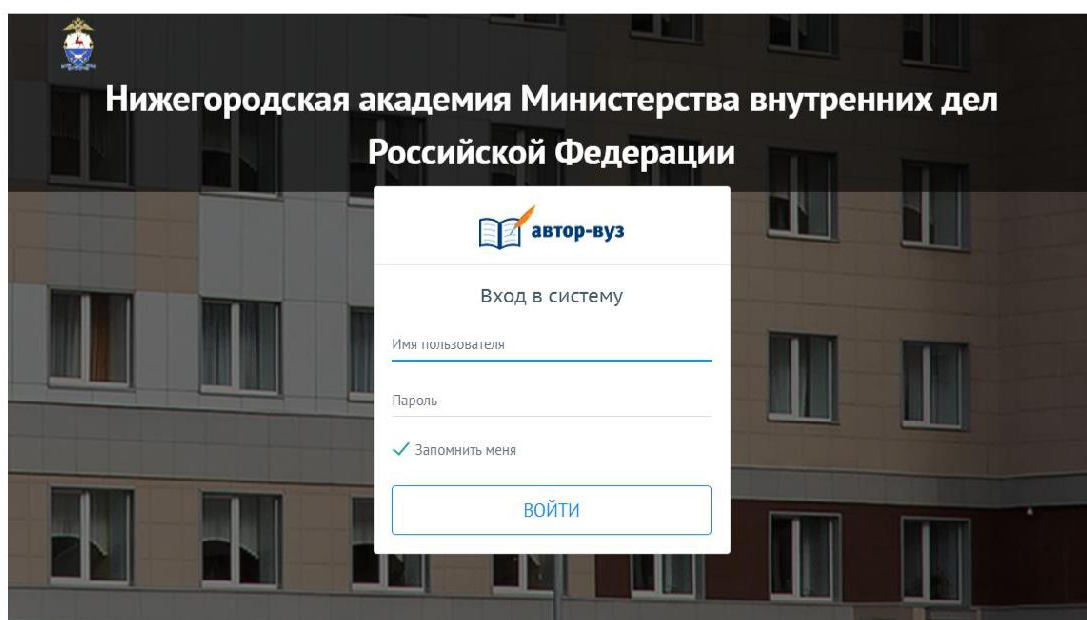 Нижегородская академия Министерства внутренних дел
Российской Федерации
автор-вуз
Вход в систему
Имя пользователя
Пароль
Запомнить меня
ВОЙТИ